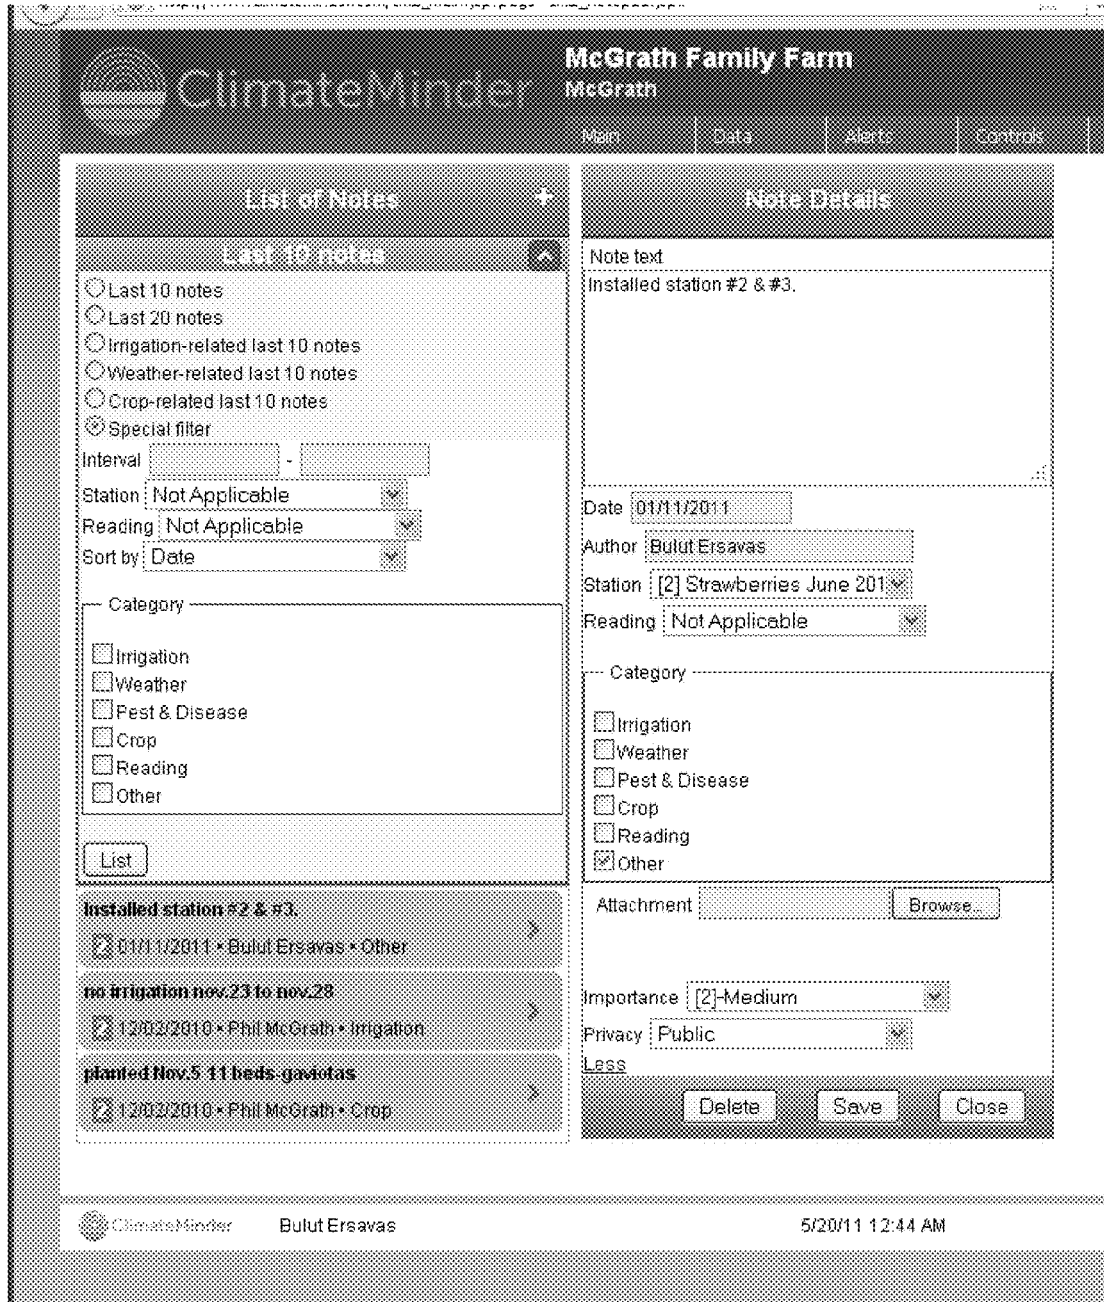 McGrath Family Farm
ClimateMinder
McGrath
Main Data Alerts Controls
List of Notes +
Last 10 notes
Last 10 notes
Last 20 notes
Irrigation-related last 10 notes
Weather-related last 10 notes
Crop-related last 10 notes
Special filter
Interval -
Station Not Applicable
Reading Not Applicable
Sort by Date
Category
Irrigation
Weather
Pest & Disease
Crop
Reading
Other
List
Installed station #2 & #3.
2 01/11/2011 • Bulut Ersavas • Other
no irrigation nov.23 to nov.28
2 12/02/2010 • Phil McGrath • Irrigation
planted Nov.5 11 beds-gaviotas
2 12/02/2010 • Phil McGrath • Crop
Note Details
Note text
Installed station #2 & #3.
Date 01/11/2011
Author Bulut Ersavas
Station [2] Strawberries June 201
Reading Not Applicable
Category
Irrigation
Weather
Pest & Disease
Crop
Reading
Other
Attachment Browse...
Importance [2]-Medium
Privacy Public
Less
Delete Save Close
ClimateMinder Bulut Ersavas 5/20/11 12:44 AM